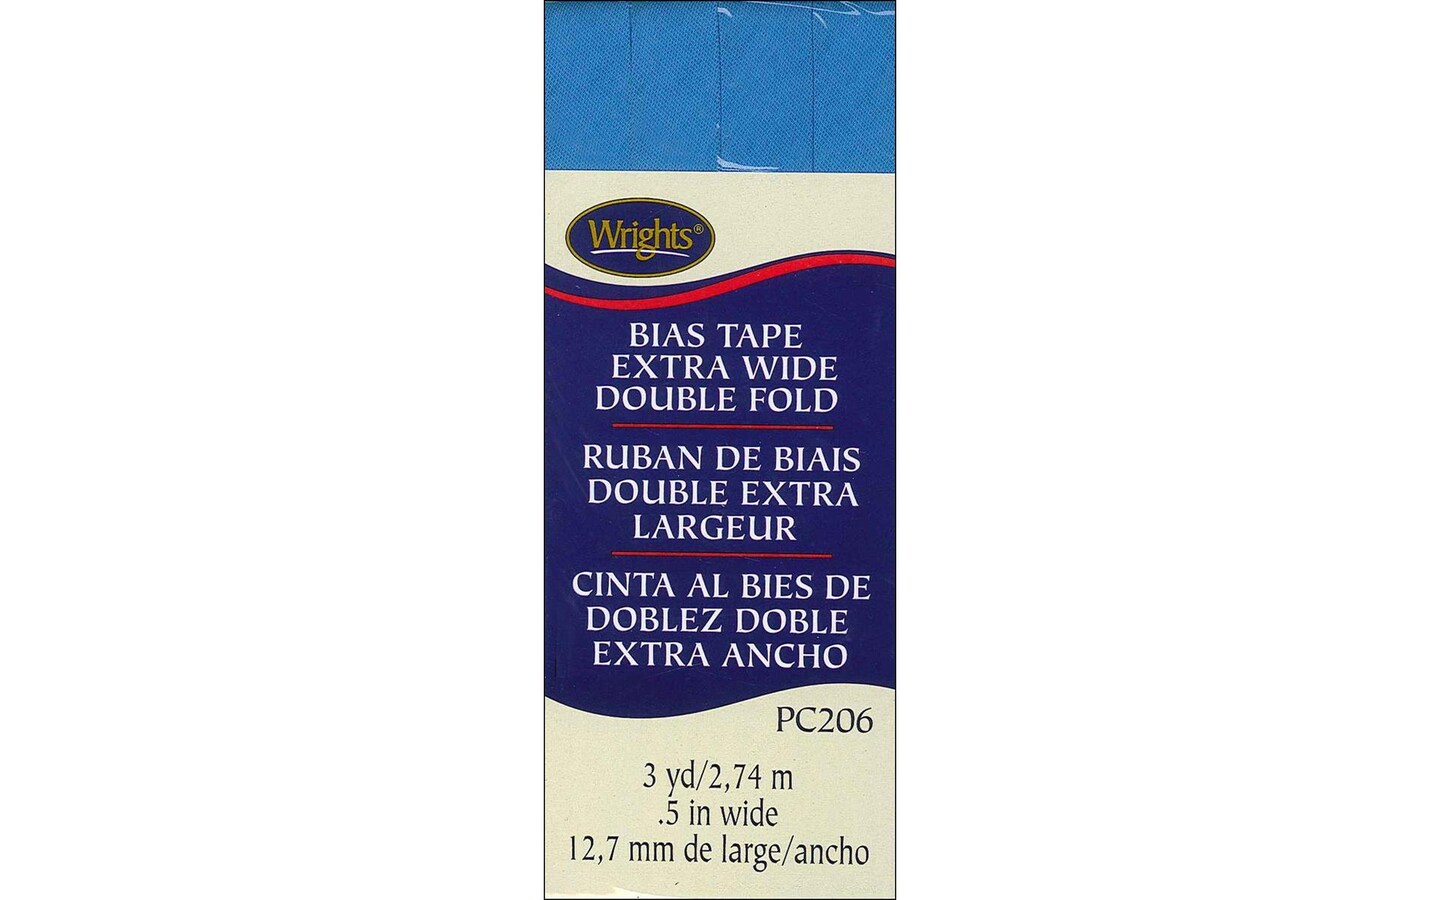 Wrights®
BIAS TAPE
EXTRA WIDE
DOUBLE FOLD
RUBAN DE BIAIS
DOUBLE EXTRA
LARGEUR
CINTA AL BIES DE
DOBLEZ DOBLE
EXTRA ANCHO
PC206
3 yd/2,74 m
.5 in wide
12,7 mm de large/ancho